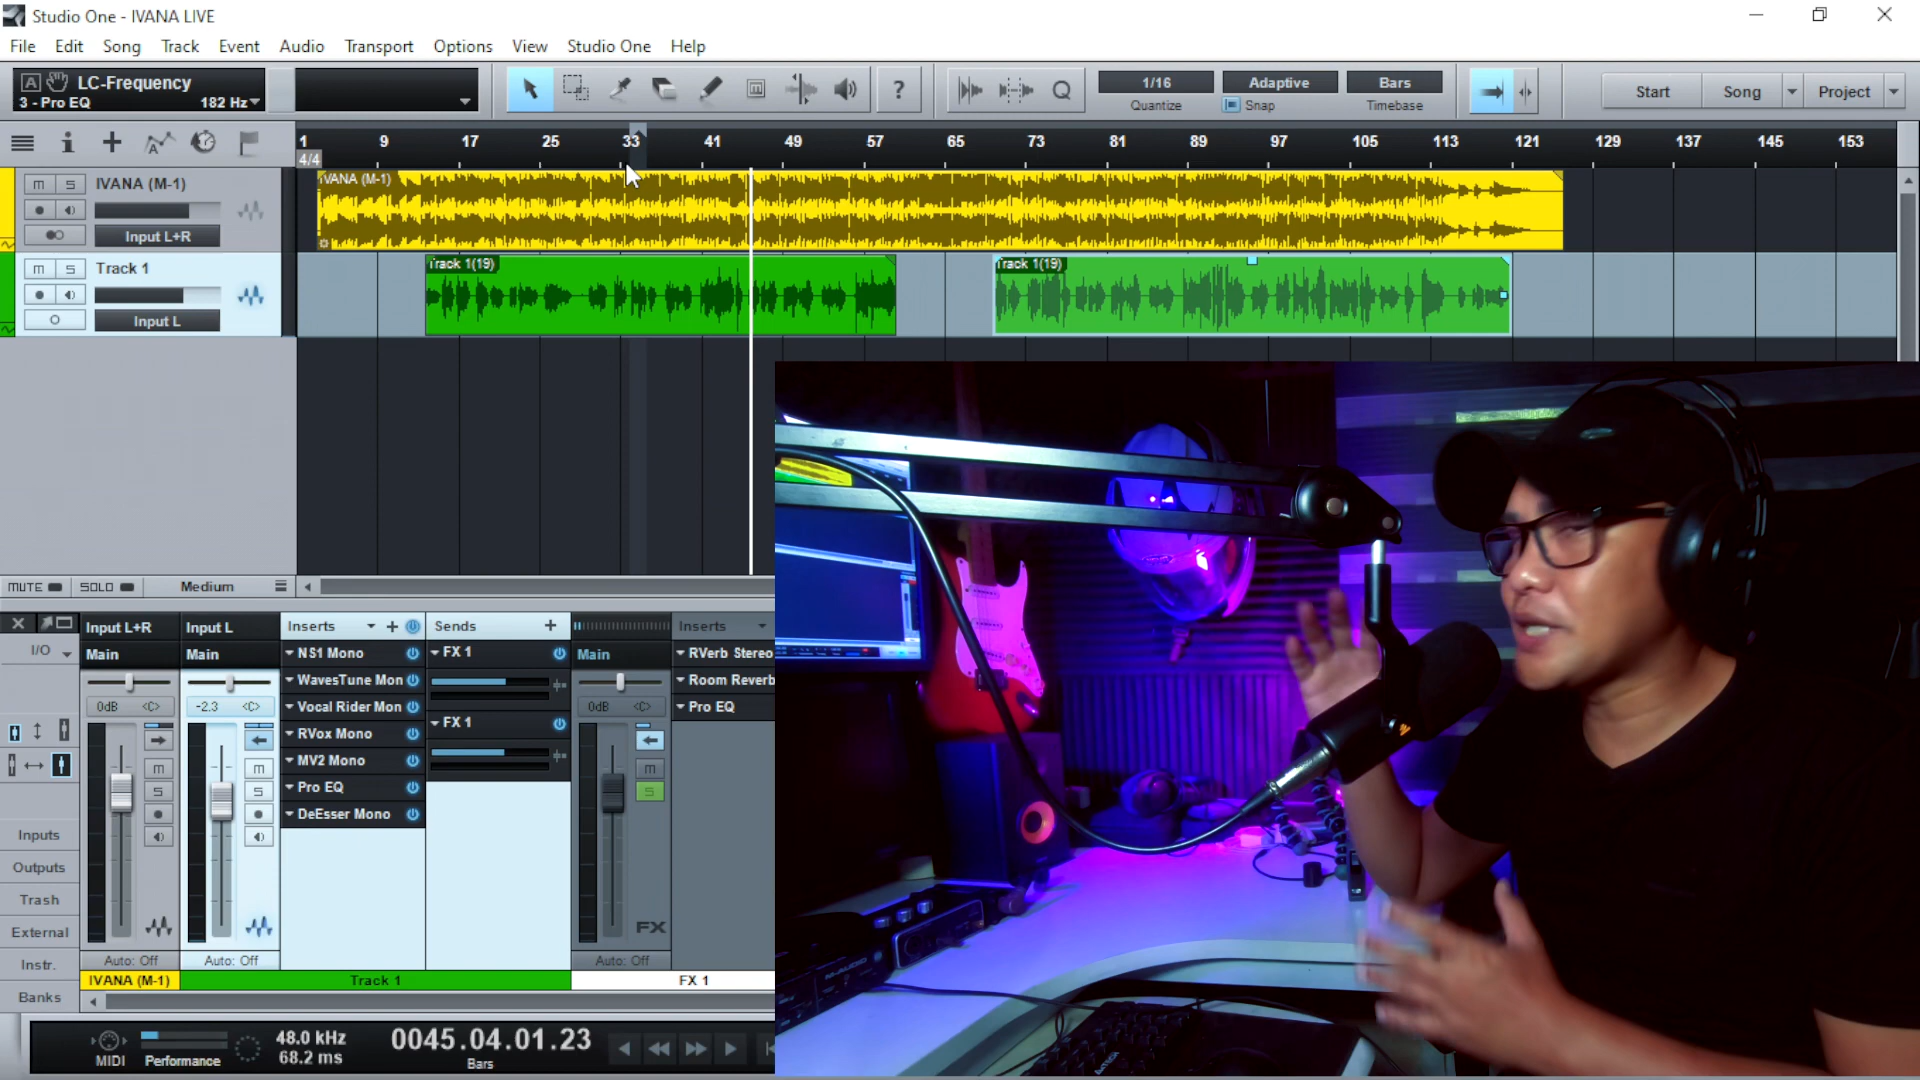 Studio One - IVANA LIVE
File Edit Song Track Event Audio Transport Options View Studio One Help
A LC-Frequency
3 - Pro EQ 182 Hz
?
Q
1/16
Quantize
Adaptive
Snap
Bars
Timebase
Start Song Project
1 9 17 25 33 41 49 57 65 73 81 89 97 105 113 121 129 137 145 153
4/4
M S IVANA (M-1)
Input L+R
IVANA (M-1)
M S Track 1
Input L
Track 1(19)
Track 1(19)
MUTE SOLO Medium
Input L+R Input L Inserts Sends Inserts
I/O Main Main NS1 Mono FX 1 Main RVerb Stereo
WavesTune Mon Room Reverb
0dB <C> -2.3 <C> Vocal Rider Mon FX 1 0dB <C> Pro EQ
RVox Mono
MV2 Mono
M M M
Pro EQ
S S S
DeEsser Mono
Inputs
Outputs
Trash
External FX
Instr.
Auto: Off Auto: Off Auto: Off
IVANA (M-1) Track 1 FX 1
Banks
MIDI Performance
48.0 kHz
68.2 ms
0045.04.01.23
Bars
M-AUDIO